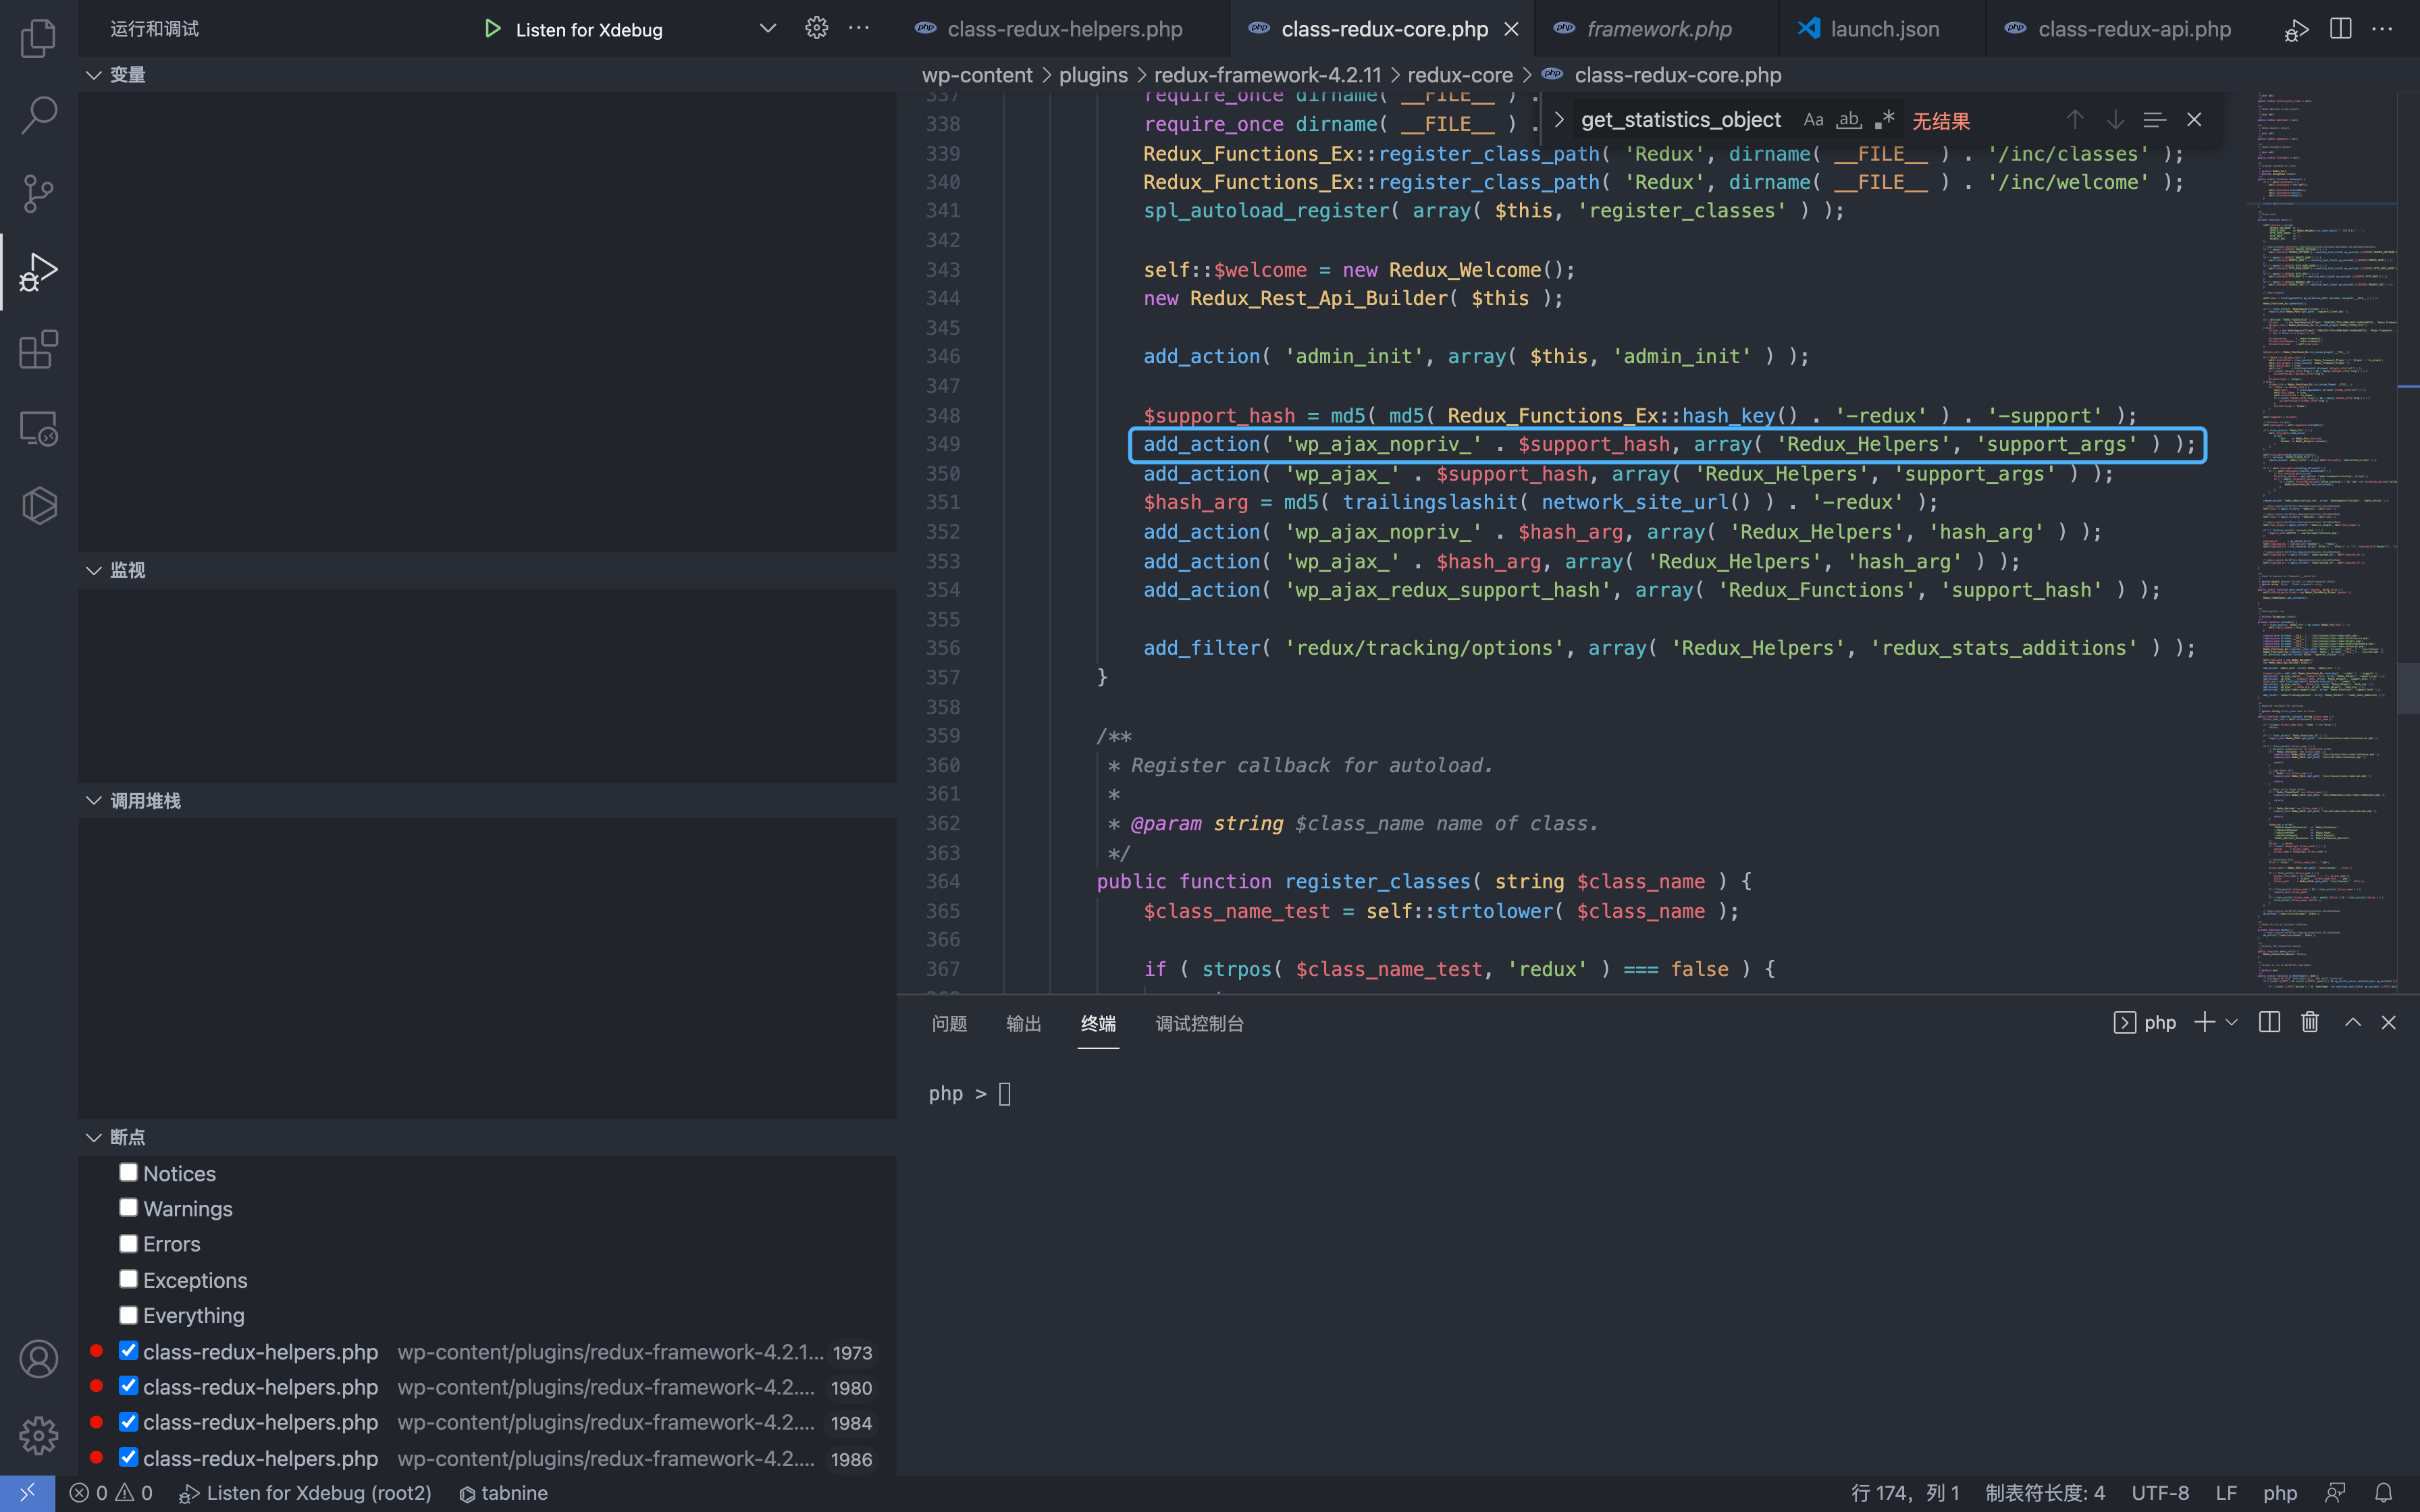 运行和调试
Listen for Xdebug
变量
监视
调用堆栈
断点
Notices
Warnings
Errors
Exceptions
Everything
class-redux-helpers.php wp-content/plugins/redux-framework-4.2.1... 1973
class-redux-helpers.php wp-content/plugins/redux-framework-4.2.... 1980
class-redux-helpers.php wp-content/plugins/redux-framework-4.2.... 1984
class-redux-helpers.php wp-content/plugins/redux-framework-4.2.... 1986
class-redux-helpers.php class-redux-core.php framework.php launch.json class-redux-api.php
wp-content > plugins > redux-framework-4.2.11 > redux-core > class-redux-core.php
get_statistics_object Aa ab 无结果
337 require_once dirname( __FILE__ ) .
338 require_once dirname( __FILE__ ) .
339 Redux_Functions_Ex::register_class_path( 'Redux', dirname( __FILE__ ) . '/inc/classes' );
340 Redux_Functions_Ex::register_class_path( 'Redux', dirname( __FILE__ ) . '/inc/welcome' );
341 spl_autoload_register( array( $this, 'register_classes' ) );
342
343 self::$welcome = new Redux_Welcome();
344 new Redux_Rest_Api_Builder( $this );
345
346 add_action( 'admin_init', array( $this, 'admin_init' ) );
347
348 $support_hash = md5( md5( Redux_Functions_Ex::hash_key() . '-redux' ) . '-support' );
349 add_action( 'wp_ajax_nopriv_' . $support_hash, array( 'Redux_Helpers', 'support_args' ) );
350 add_action( 'wp_ajax_' . $support_hash, array( 'Redux_Helpers', 'support_args' ) );
351 $hash_arg = md5( trailingslashit( network_site_url() ) . '-redux' );
352 add_action( 'wp_ajax_nopriv_' . $hash_arg, array( 'Redux_Helpers', 'hash_arg' ) );
353 add_action( 'wp_ajax_' . $hash_arg, array( 'Redux_Helpers', 'hash_arg' ) );
354 add_action( 'wp_ajax_redux_support_hash', array( 'Redux_Functions', 'support_hash' ) );
355
356 add_filter( 'redux/tracking/options', array( 'Redux_Helpers', 'redux_stats_additions' ) );
357 }
358
359 /**
360 * Register callback for autoload.
361 *
362 * @param string $class_name name of class.
363 */
364 public function register_classes( string $class_name ) {
365 $class_name_test = self::strtolower( $class_name );
366
367 if ( strpos( $class_name_test, 'redux' ) === false ) {
问题 输出 终端 调试控制台
php
php >
0 0 Listen for Xdebug (root2) tabnine
行 174，列 1 制表符长度: 4 UTF-8 LF php